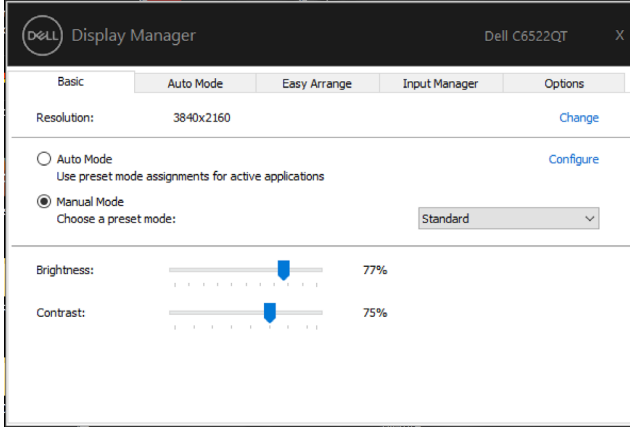 DELL Display Manager Dell C6522QT X
Basic Auto Mode Easy Arrange Input Manager Options
Resolution: 3840x2160 Change
Auto Mode Configure
Use preset mode assignments for active applications
Manual Mode
Choose a preset mode: Standard
Brightness: 77%
Contrast: 75%